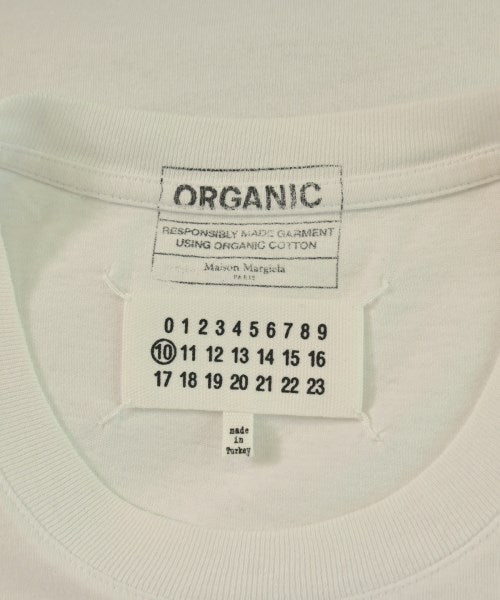 ORGANIC
RESPONSIBLY MADE GARMENT
USING ORGANIC COTTON
Maison Margiela
PARIS
0 1 2 3 4 5 6 7 8 9
10 11 12 13 14 15 16
17 18 19 20 21 22 23
made
in
Turkey